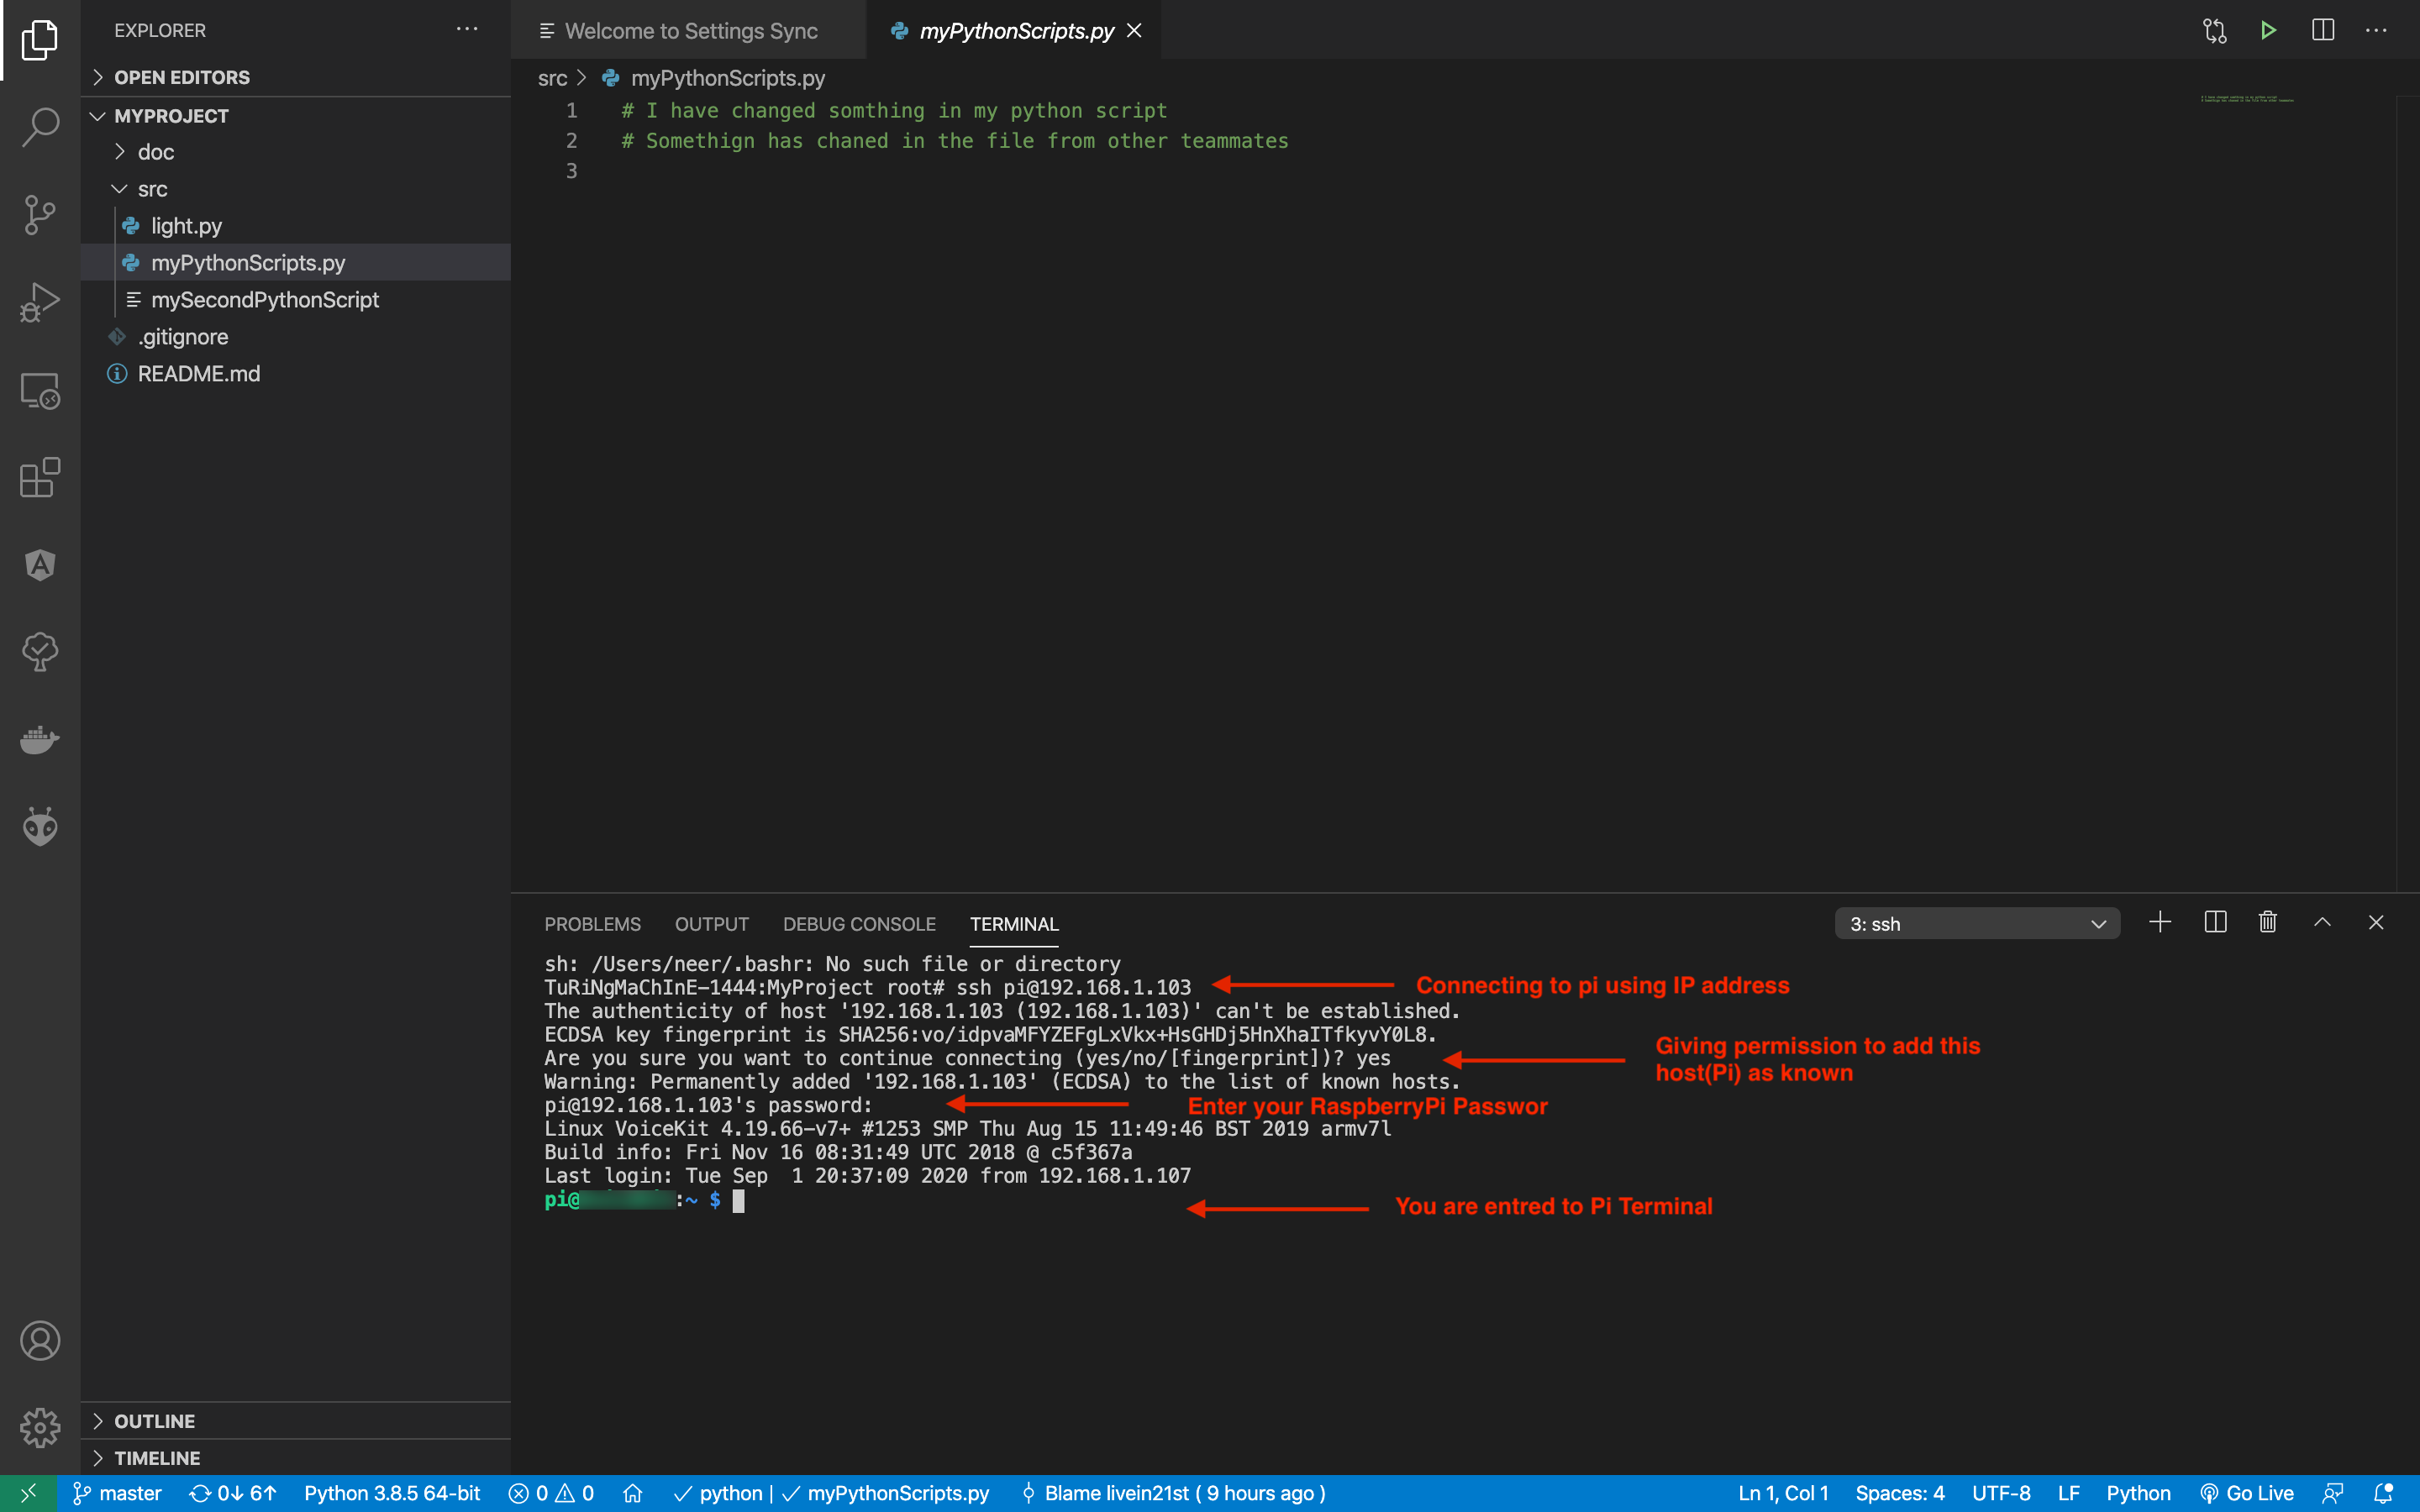 EXPLORER
OPEN EDITORS
MYPROJECT
doc
src
light.py
myPythonScripts.py
mySecondPythonScript
.gitignore
README.md
OUTLINE
TIMELINE
Welcome to Settings Sync
myPythonScripts.py
src > myPythonScripts.py
1 # I have changed somthing in my python script
2 # Somethign has chaned in the file from other teammates
3
PROBLEMS OUTPUT DEBUG CONSOLE TERMINAL 3: ssh
sh: /Users/neer/.bashr: No such file or directory
TuRiNgMaChInE-1444:MyProject root# ssh pi@192.168.1.103
Connecting to pi using IP address
The authenticity of host '192.168.1.103 (192.168.1.103)' can't be established.
ECDSA key fingerprint is SHA256:vo/idpvaMFYZEFgLxVkx+HsGHDj5HnXhaITfkyvY0L8.
Are you sure you want to continue connecting (yes/no/[fingerprint])? yes
Giving permission to add this
host(Pi) as known
Warning: Permanently added '192.168.1.103' (ECDSA) to the list of known hosts.
pi@192.168.1.103's password:
Enter your RaspberryPi Passwor
Linux VoiceKit 4.19.66-v7+ #1253 SMP Thu Aug 15 11:49:46 BST 2019 armv7l
Build info: Fri Nov 16 08:31:49 UTC 2018 @ c5f367a
Last login: Tue Sep  1 20:37:09 2020 from 192.168.1.107
pi@ :~ $
You are entred to Pi Terminal
master 0↓ 6↑ Python 3.8.5 64-bit 0 0 python | myPythonScripts.py Blame livein21st ( 9 hours ago ) Ln 1, Col 1 Spaces: 4 UTF-8 LF Python Go Live